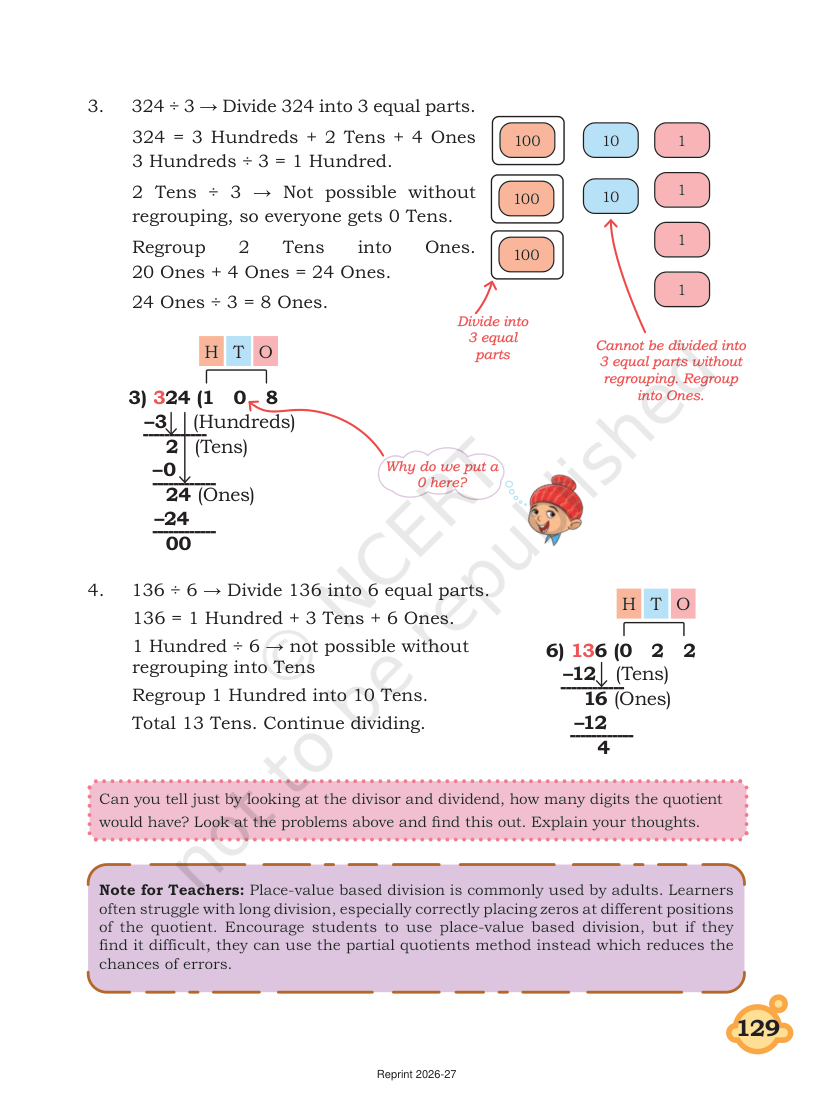 3. 324 ÷ 3 → Divide 324 into 3 equal parts.
324 = 3 Hundreds + 2 Tens + 4 Ones
3 Hundreds ÷ 3 = 1 Hundred.
2 Tens ÷ 3 → Not possible without
regrouping, so everyone gets 0 Tens.
Regroup 2 Tens into Ones.
20 Ones + 4 Ones = 24 Ones.
24 Ones ÷ 3 = 8 Ones.
100 10 1
100 10 1
100 1
1
Divide into
3 equal
parts
Cannot be divided into
3 equal parts without
regrouping. Regroup
into Ones.
H T O
3) 324 (1 0 8
–3 (Hundreds)
2 (Tens)
–0
24 (Ones)
–24
00
Why do we put a
0 here?
4. 136 ÷ 6 → Divide 136 into 6 equal parts.
136 = 1 Hundred + 3 Tens + 6 Ones.
1 Hundred ÷ 6 → not possible without
regrouping into Tens
Regroup 1 Hundred into 10 Tens.
Total 13 Tens. Continue dividing.
H T O
6) 136 (0 2 2
–12 (Tens)
16 (Ones)
–12
4
Can you tell just by looking at the divisor and dividend, how many digits the quotient
would have? Look at the problems above and find this out. Explain your thoughts.
Note for Teachers: Place-value based division is commonly used by adults. Learners
often struggle with long division, especially correctly placing zeros at different positions
of the quotient. Encourage students to use place-value based division, but if they
find it difficult, they can use the partial quotients method instead which reduces the
chances of errors.
129
Reprint 2026-27
© NCERT
not to be republished